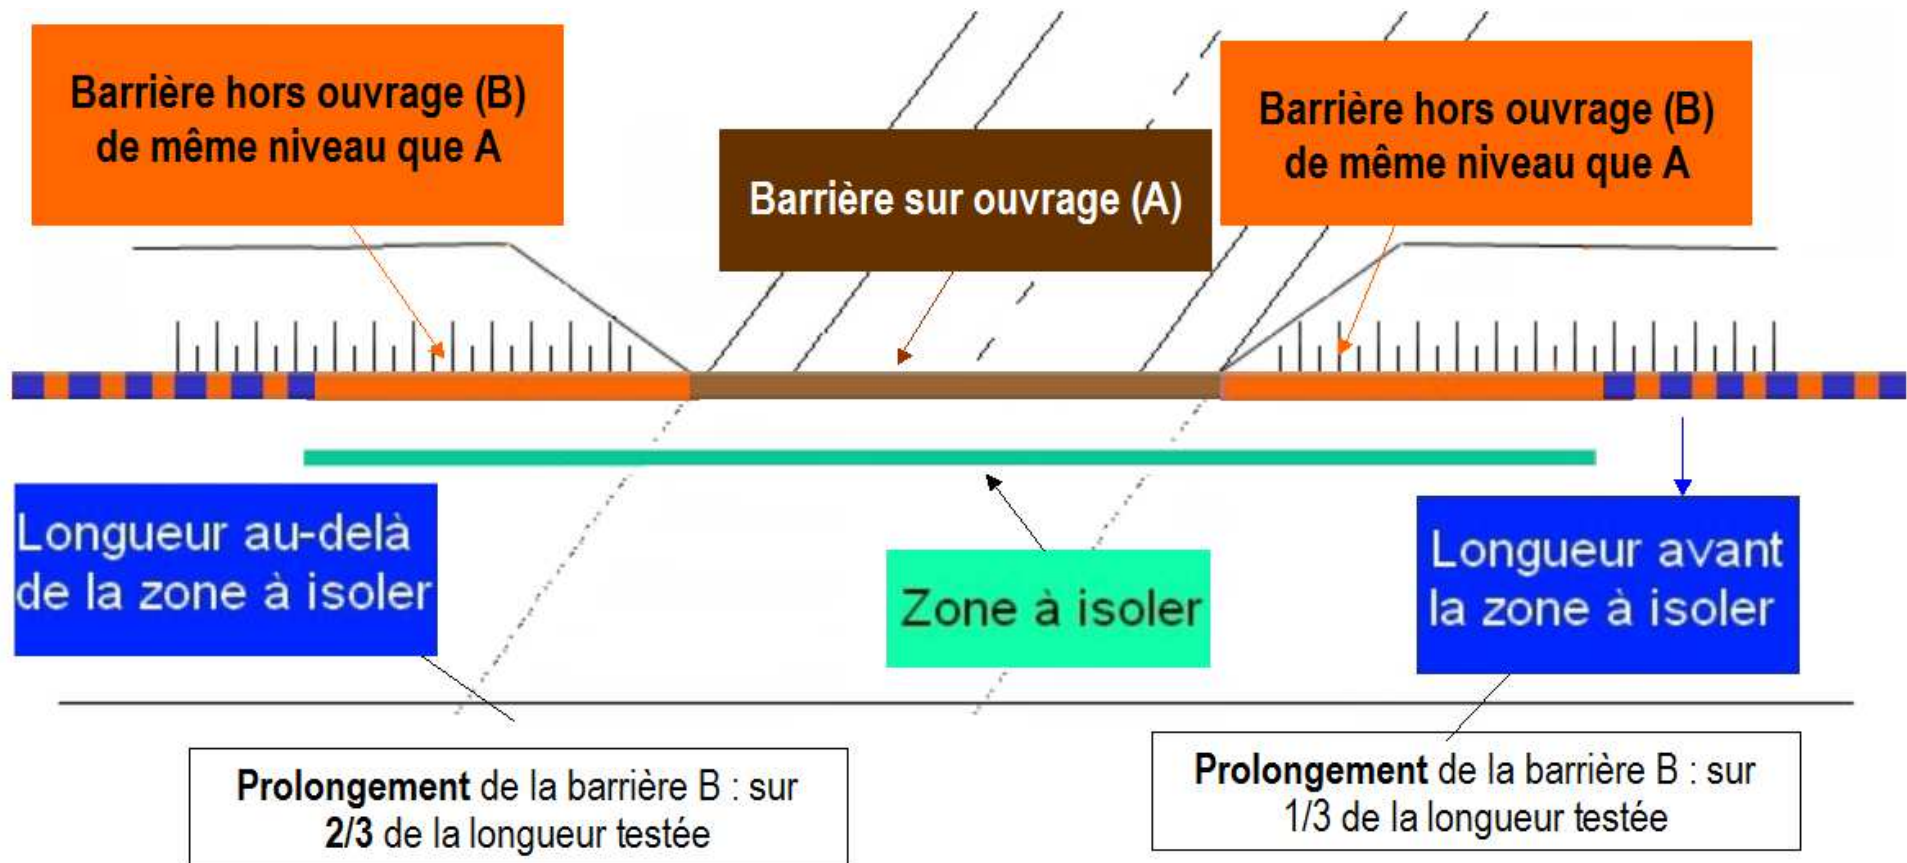 Barrière hors ouvrage (B)
de même niveau que A
Barrière sur ouvrage (A)
Barrière hors ouvrage (B)
de même niveau que A
Longueur au-delà
de la zone à isoler
Zone à isoler
Longueur avant
la zone à isoler
Prolongement de la barrière B : sur
2/3 de la longueur testée
Prolongement de la barrière B : sur
1/3 de la longueur testée